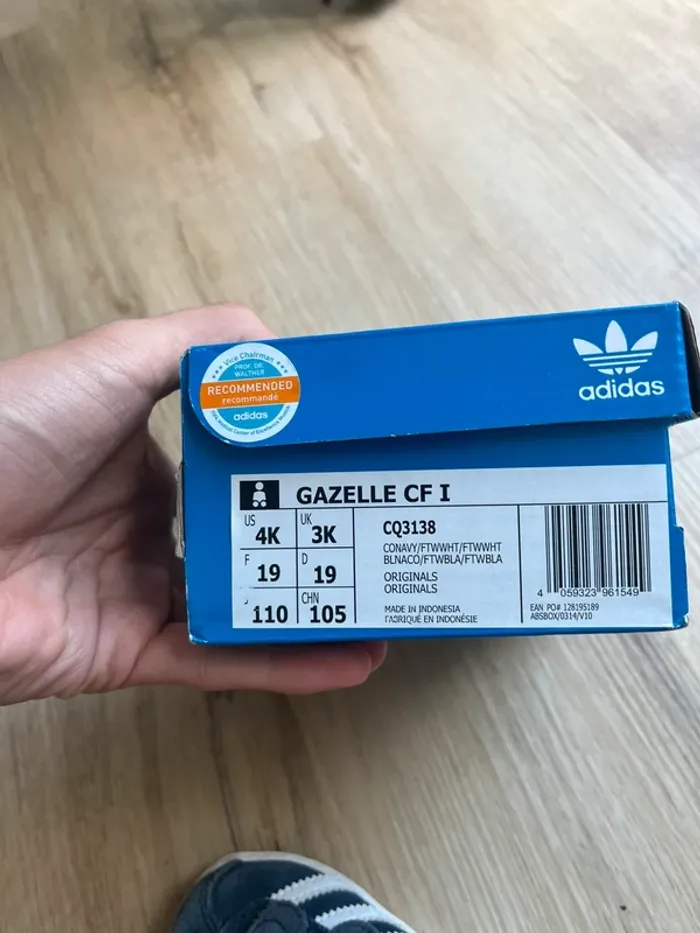 Vice Chairman
PROF. DR.
WALTHER
RECOMMENDED
recommandé
adidas
adidas
GAZELLE CF I
US
4K
UK
3K
F
19
D
19
J
110
CHN
105
CQ3138
CONAVY/FTWWHT/FTWWHT
BLNACO/FTWBLA/FTWBLA
ORIGINALS
ORIGINALS
MADE IN INDONESIA
FABRIQUÉ EN INDONÉSIE
4 059323 961549
EAN PO# 128195189
ABSBOX/0314/V10